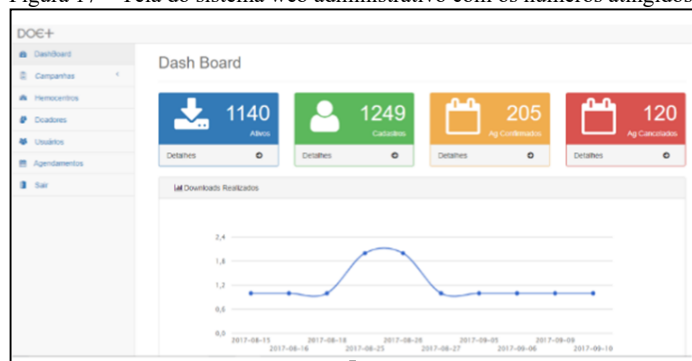 Figura 17 – Tela do sistema web administrativo com os números atingidos
DOE+
DashBoard
Campanhas
Hemocentros
Doadores
Usuários
Agendamentos
Sair
Dash Board
1140
Ativos
Detalhes
1249
Cadastros
Detalhes
205
Ag Confirmados
Detalhes
120
Ag Cancelados
Detalhes
Downloads Realizados
2,4
1,8
1,2
0,6
0,0
2017-08-15
2017-08-16
2017-08-18
2017-08-25
2017-08-26
2017-08-27
2017-09-05
2017-09-06
2017-09-09
2017-09-10